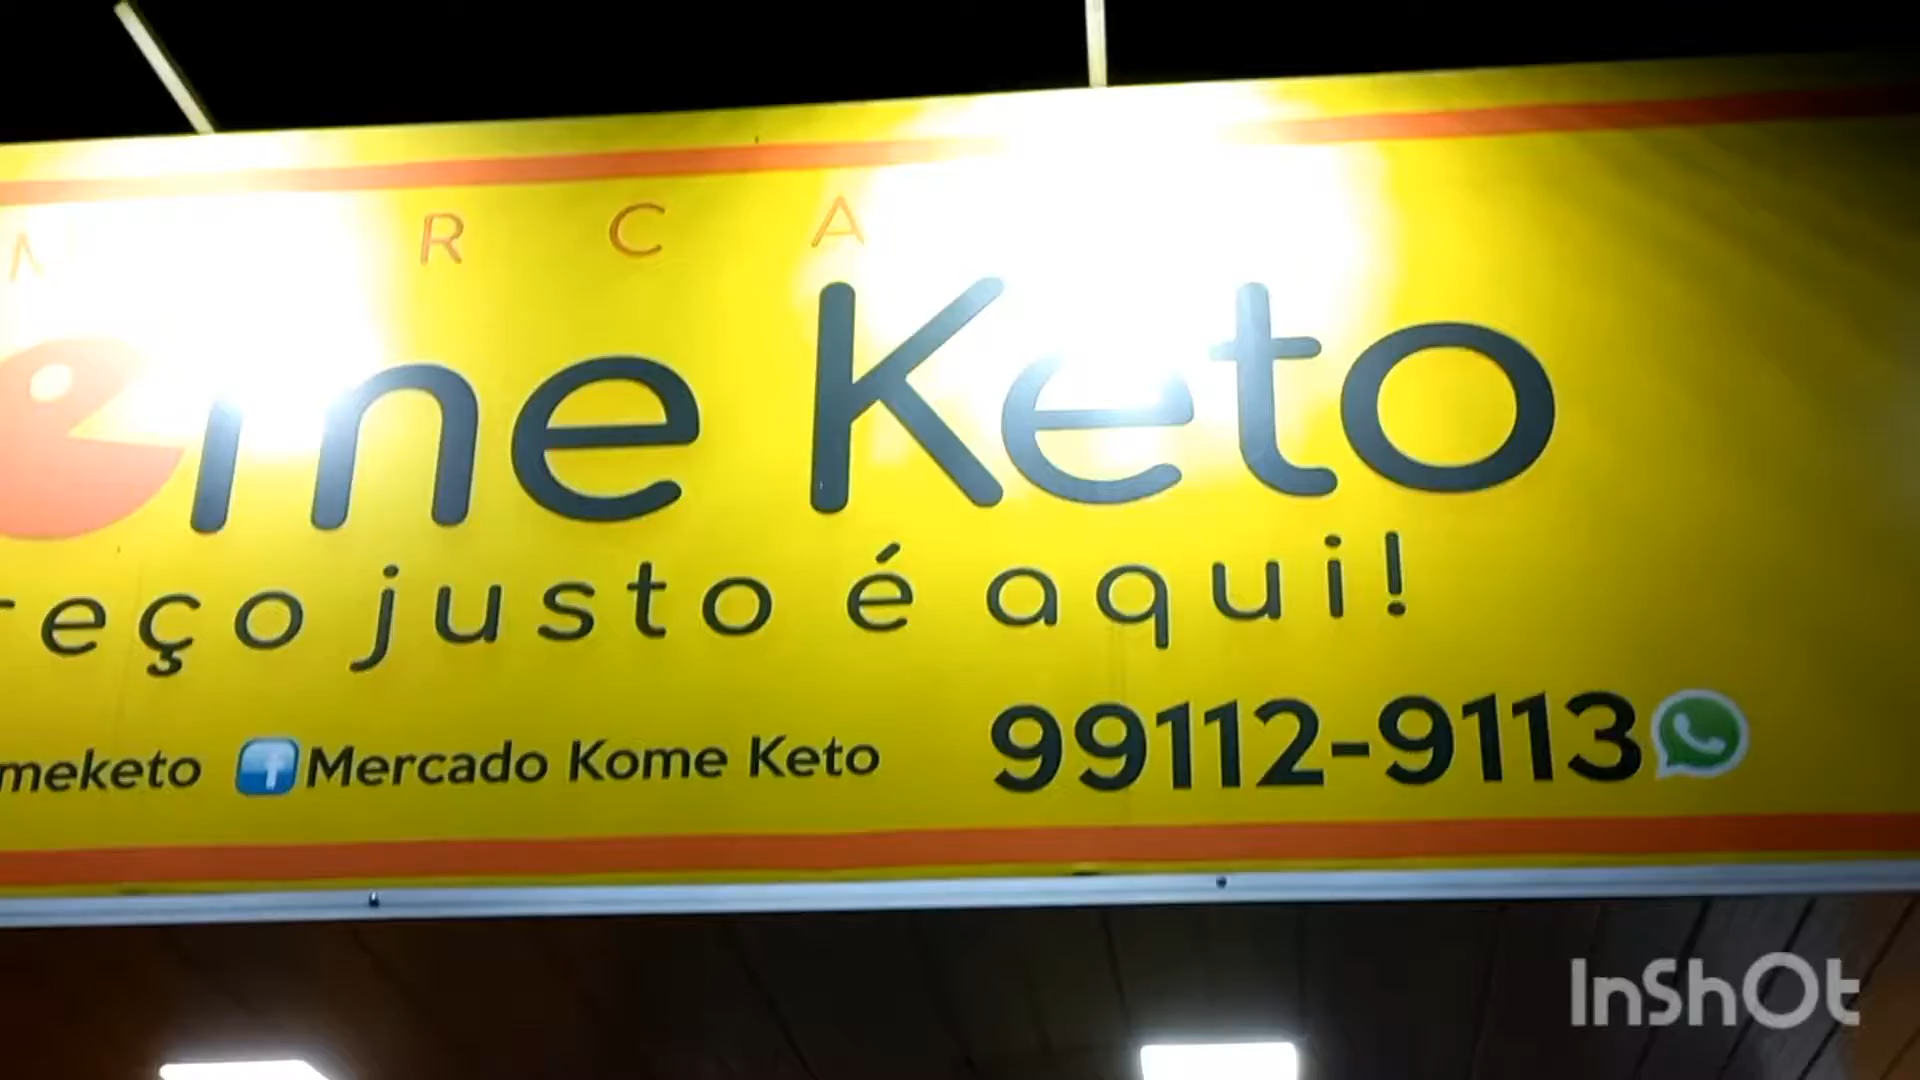 M R C A
me Keto
reço justo é aqui!
meketo Mercado Kome Keto 99112-9113
InShOt